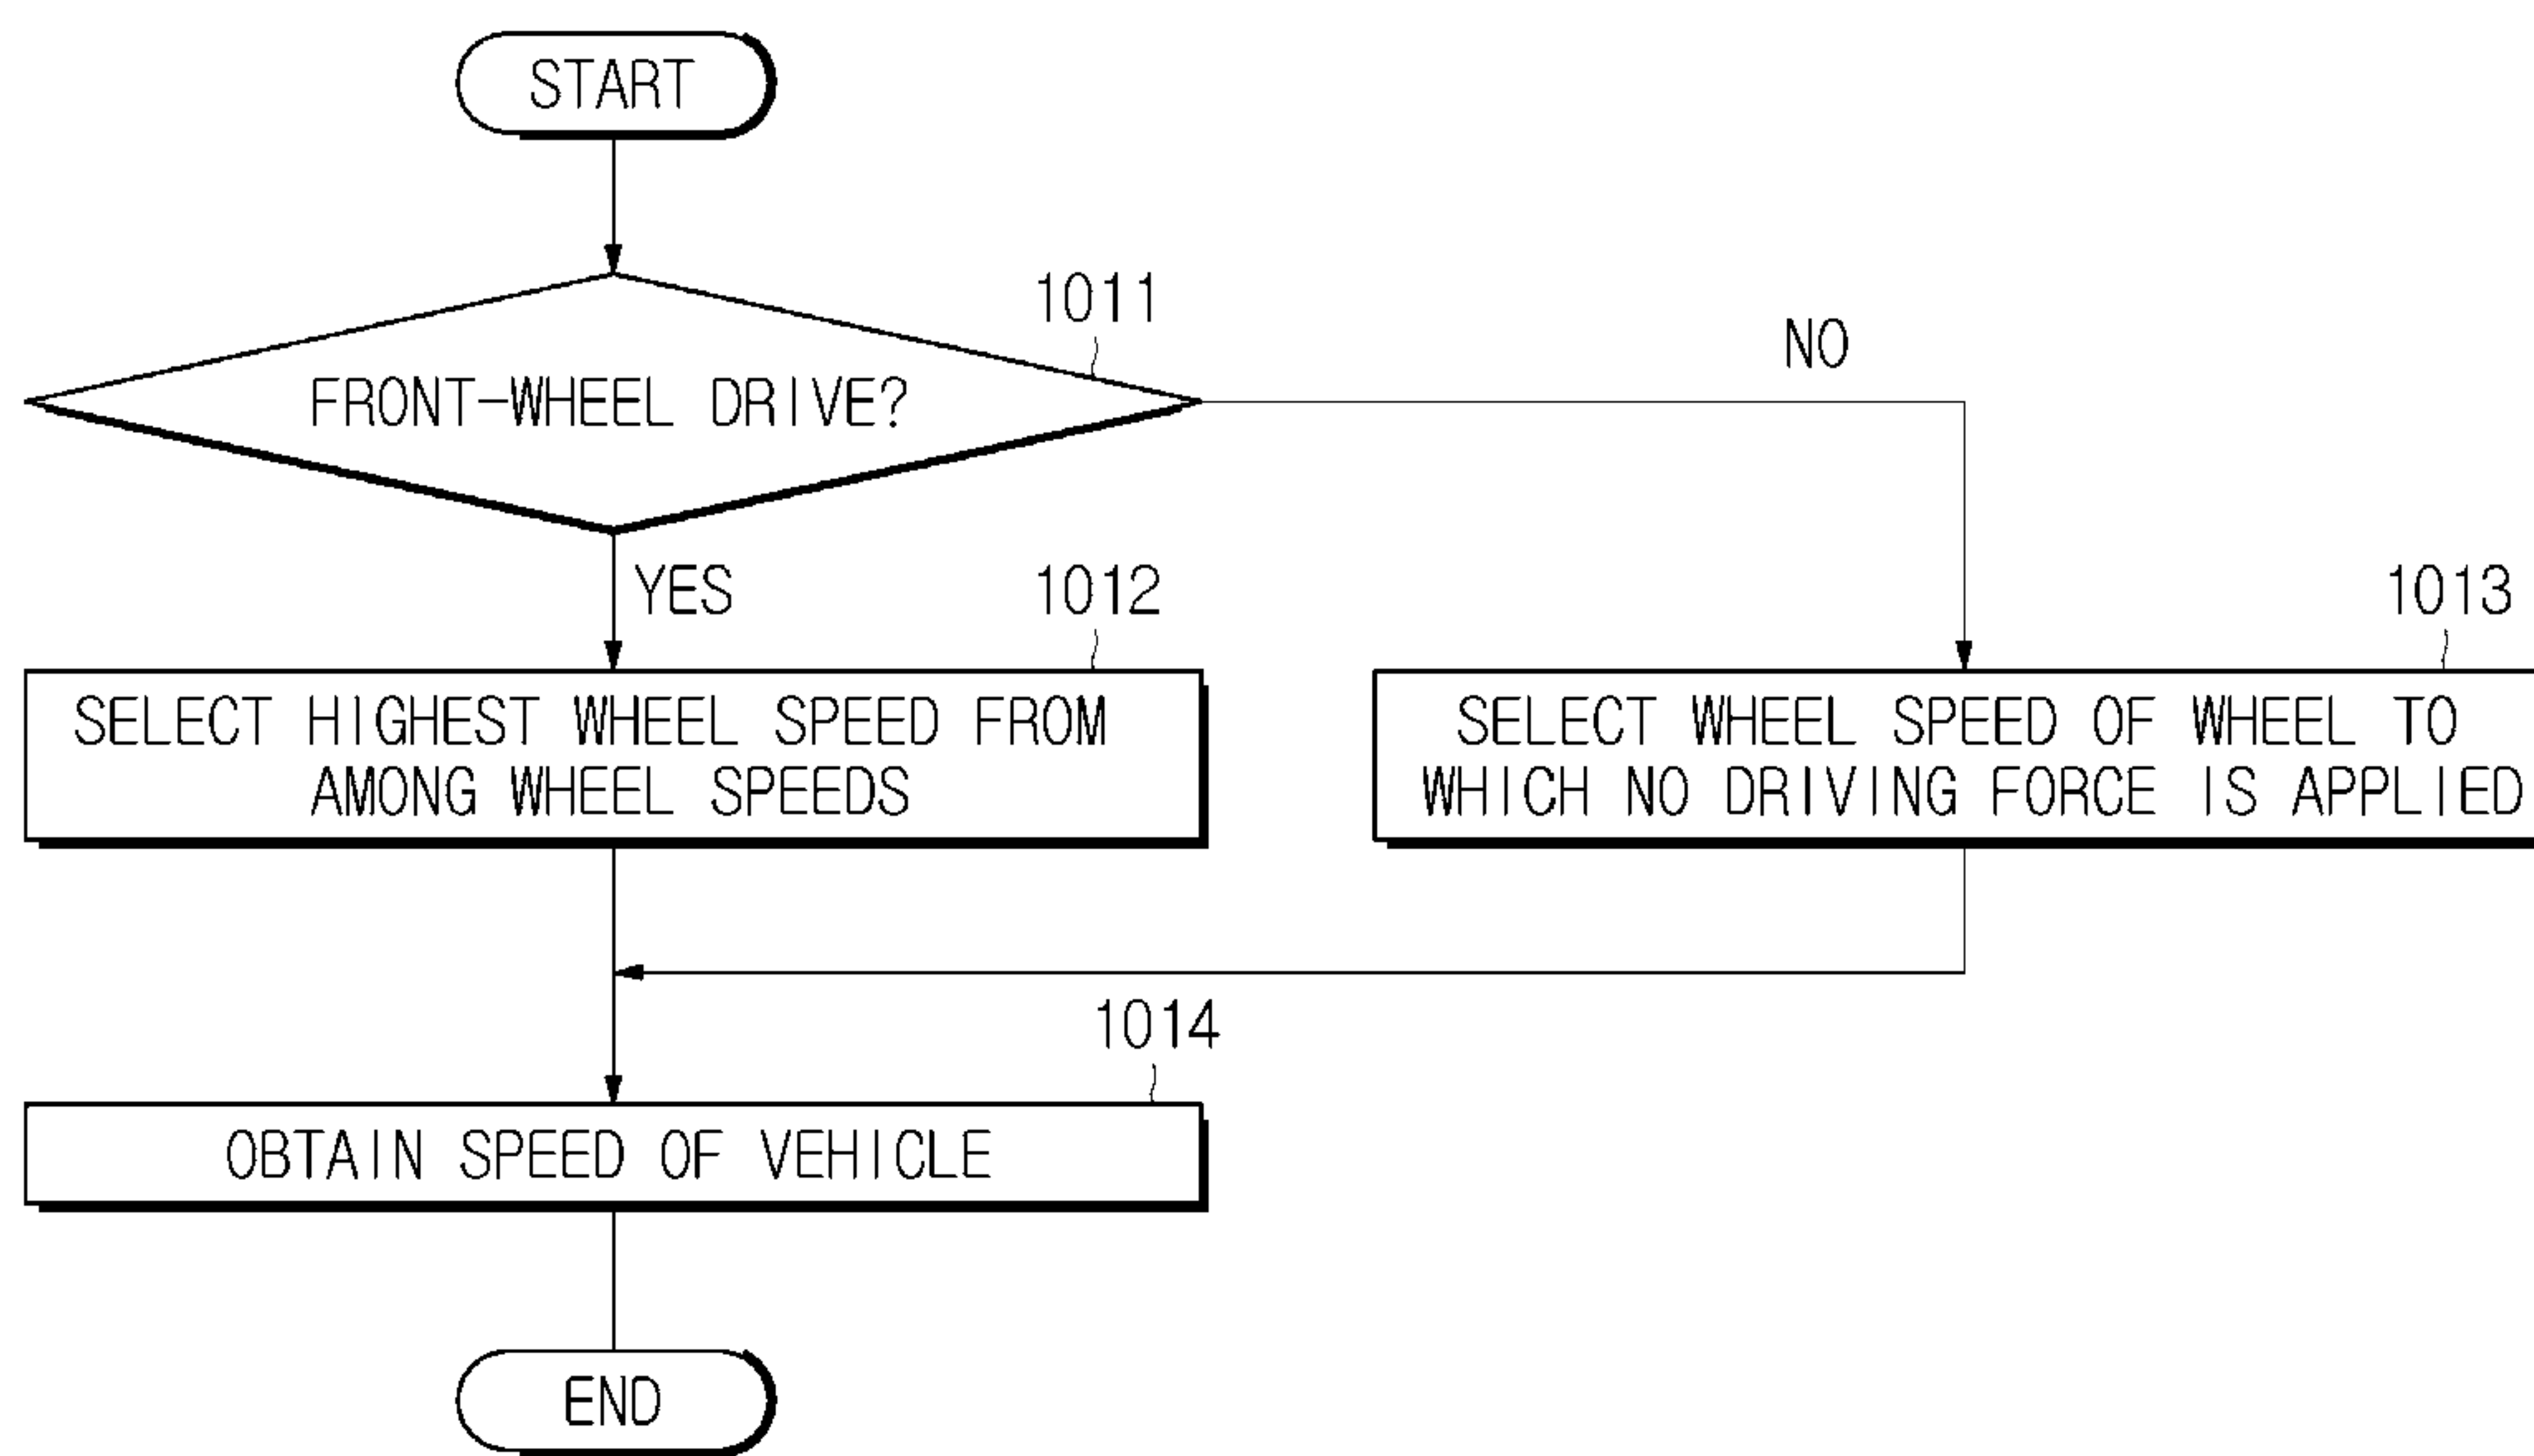 START
1011
FRONT-WHEEL DRIVE?
NO
YES
1012
SELECT HIGHEST WHEEL SPEED FROM
AMONG WHEEL SPEEDS
1013
SELECT WHEEL SPEED OF WHEEL TO
WHICH NO DRIVING FORCE IS APPLIED
1014
OBTAIN SPEED OF VEHICLE
END